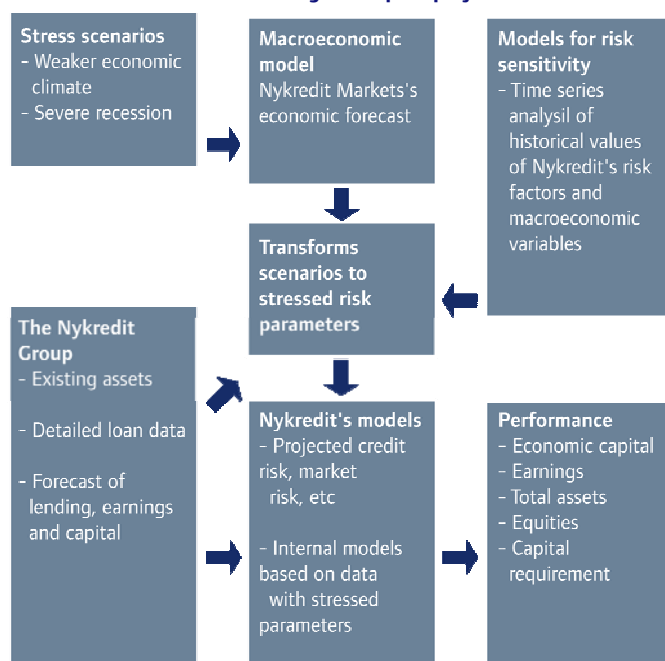 Stress scenarios
- Weaker economic
climate
- Severe recession
Macroeconomic
model
Nykredit Markets's
economic forecast
Models for risk
sensitivity
- Time series
analysil of
historical values
of Nykredit's risk
factors and
macroeconomic
variables
Transforms
scenarios to
stressed risk
parameters
The Nykredit
Group
- Existing assets
- Detailed loan data
- Forecast of
lending, earnings
and capital
Nykredit's models
- Projected credit
risk, market
risk, etc
- Internal models
based on data
with stressed
parameters
Performance
- Economic capital
- Earnings
- Total assets
- Equities
- Capital
requirement